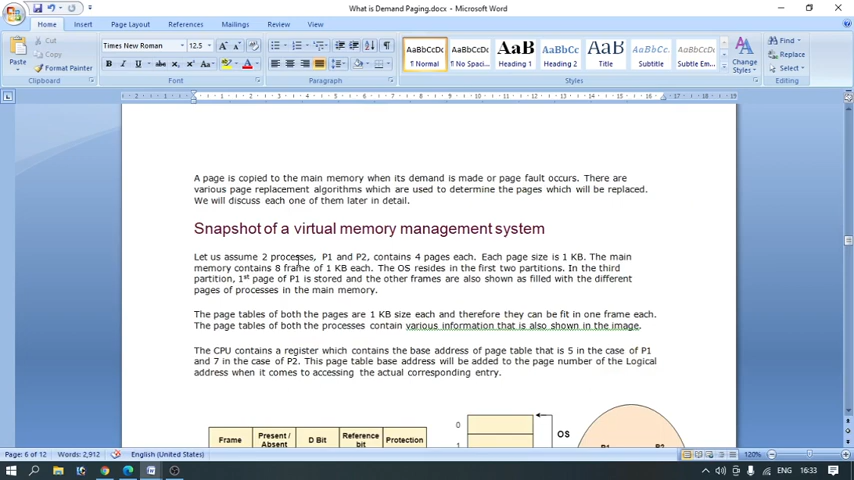 What is Demand Paging.docx - Microsoft Word
Home Insert Page Layout References Mailings Review View
Paste
Cut
Copy
Format Painter
Clipboard
Times New Roman 12.5
Font
Paragraph
AaBbCcDc AaBbCcDc AaBb AaBbCc AaBb AaBbCc AaBbCcDc
¶ Normal ¶ No Spaci... Heading 1 Heading 2 Title Subtitle Subtle Em...
Change Styles
Styles
Find
Replace
Select
Editing
A page is copied to the main memory when its demand is made or page fault occurs. There are
various page replacement algorithms which are used to determine the pages which will be replaced.
We will discuss each one of them later in detail.
Snapshot of a virtual memory management system
Let us assume 2 processes, P1 and P2, contains 4 pages each. Each page size is 1 KB. The main
memory contains 8 frame of 1 KB each. The OS resides in the first two partitions. In the third
partition, 1st page of P1 is stored and the other frames are also shown as filled with the different
pages of processes in the main memory.
The page tables of both the pages are 1 KB size each and therefore they can be fit in one frame each.
The page tables of both the processes contain various information that is also shown in the image.
The CPU contains a register which contains the base address of page table that is 5 in the case of P1
and 7 in the case of P2. This page table base address will be added to the page number of the Logical
address when it comes to accessing the actual corresponding entry.
Frame
Present / Absent
D Bit
Reference bit
Protection
0
1
OS
P1 P2
Page: 6 of 12 Words: 2,912 English (United States) 120%
ENG 16:33